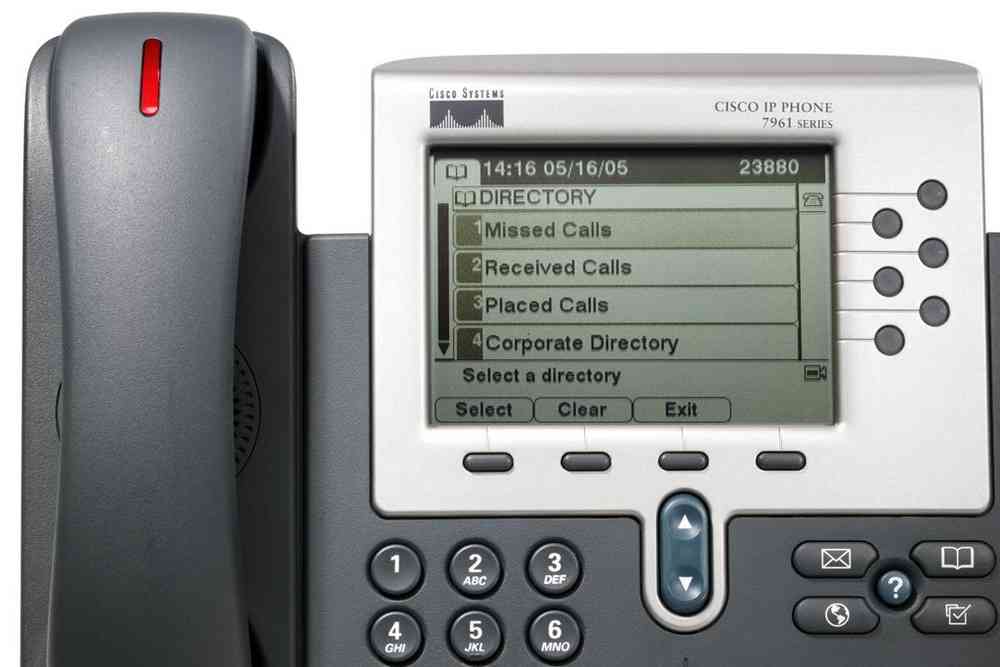 CISCO SYSTEMS
CISCO IP PHONE
7961 SERIES
14:16 05/16/05 23880
DIRECTORY
1 Missed Calls
2 Received Calls
3 Placed Calls
4 Corporate Directory
Select a directory
Select Clear Exit
1 2 ABC 3 DEF
?
4 GHI 5 JKL 6 MNO